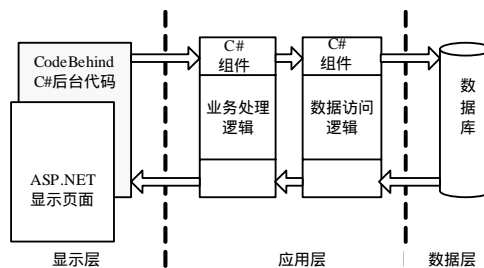 CodeBehind
C#后台代码
ASP.NET
显示页面
C#
组件
业务处理
逻辑
C#
组件
数据访问
逻辑
数
据
库
显示层
应用层
数据层